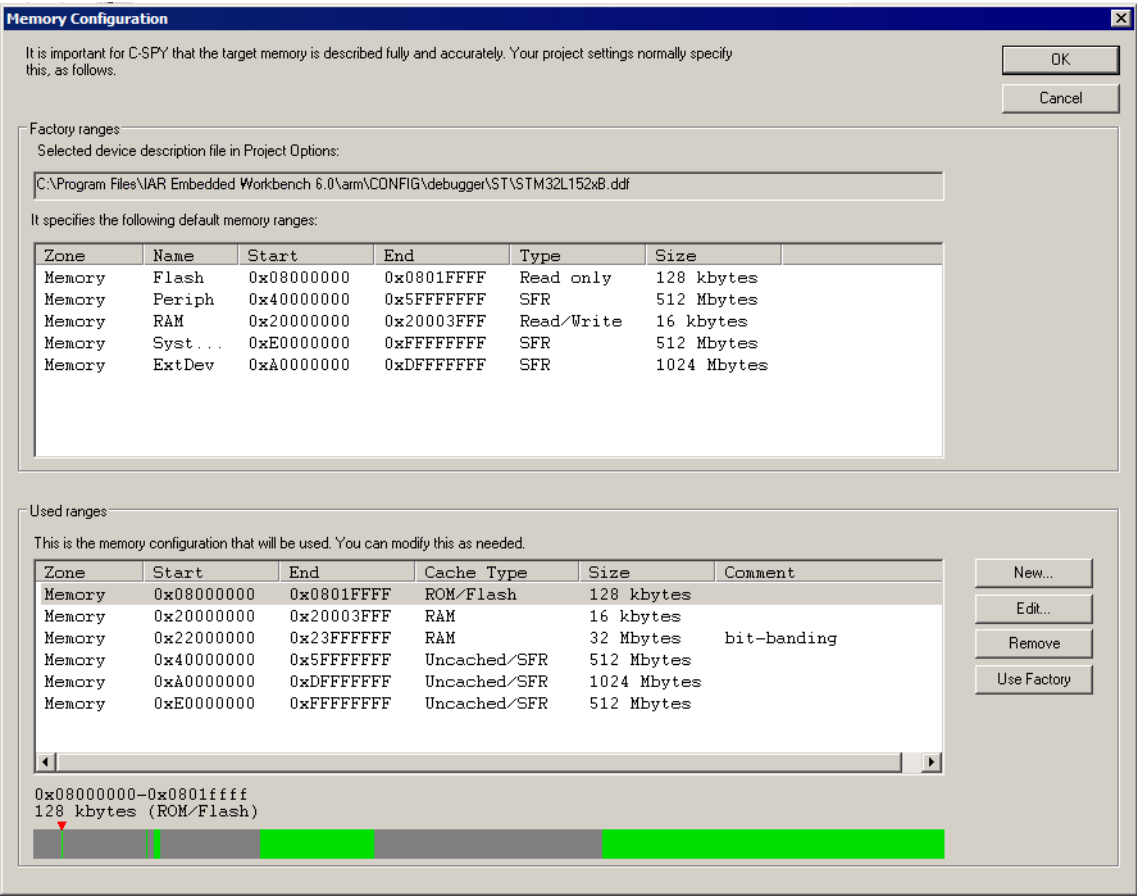 Memory Configuration
It is important for C-SPY that the target memory is described fully and accurately. Your project settings normally specify
this, as follows.
OK
Cancel
Factory ranges
Selected device description file in Project Options:
C:\Program Files\IAR Embedded Workbench 6.0\arm\CONFIG\debugger\ST\STM32L152xB.ddf
It specifies the following default memory ranges:
Zone Name Start End Type Size
Memory Flash 0x08000000 0x0801FFFF Read only 128 kbytes
Memory Periph 0x40000000 0x5FFFFFFF SFR 512 Mbytes
Memory RAM 0x20000000 0x20003FFF Read/Write 16 kbytes
Memory Syst... 0xE0000000 0xFFFFFFFF SFR 512 Mbytes
Memory ExtDev 0xA0000000 0xDFFFFFFF SFR 1024 Mbytes
Used ranges
This is the memory configuration that will be used. You can modify this as needed.
Zone Start End Cache Type Size Comment
Memory 0x08000000 0x0801FFFF ROM/Flash 128 kbytes
Memory 0x20000000 0x20003FFF RAM 16 kbytes
Memory 0x22000000 0x23FFFFFF RAM 32 Mbytes bit-banding
Memory 0x40000000 0x5FFFFFFF Uncached/SFR 512 Mbytes
Memory 0xA0000000 0xDFFFFFFF Uncached/SFR 1024 Mbytes
Memory 0xE0000000 0xFFFFFFFF Uncached/SFR 512 Mbytes
New...
Edit...
Remove
Use Factory
0x08000000-0x0801ffff
128 kbytes (ROM/Flash)